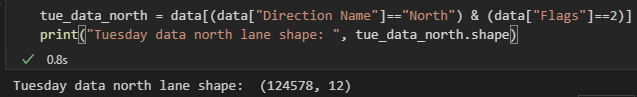 tue_data_north = data[(data["Direction Name"]=="North") & (data["Flags"]==2)]
print("Tuesday data north lane shape: ", tue_data_north.shape)
0.8s
Tuesday data north lane shape:  (124578, 12)